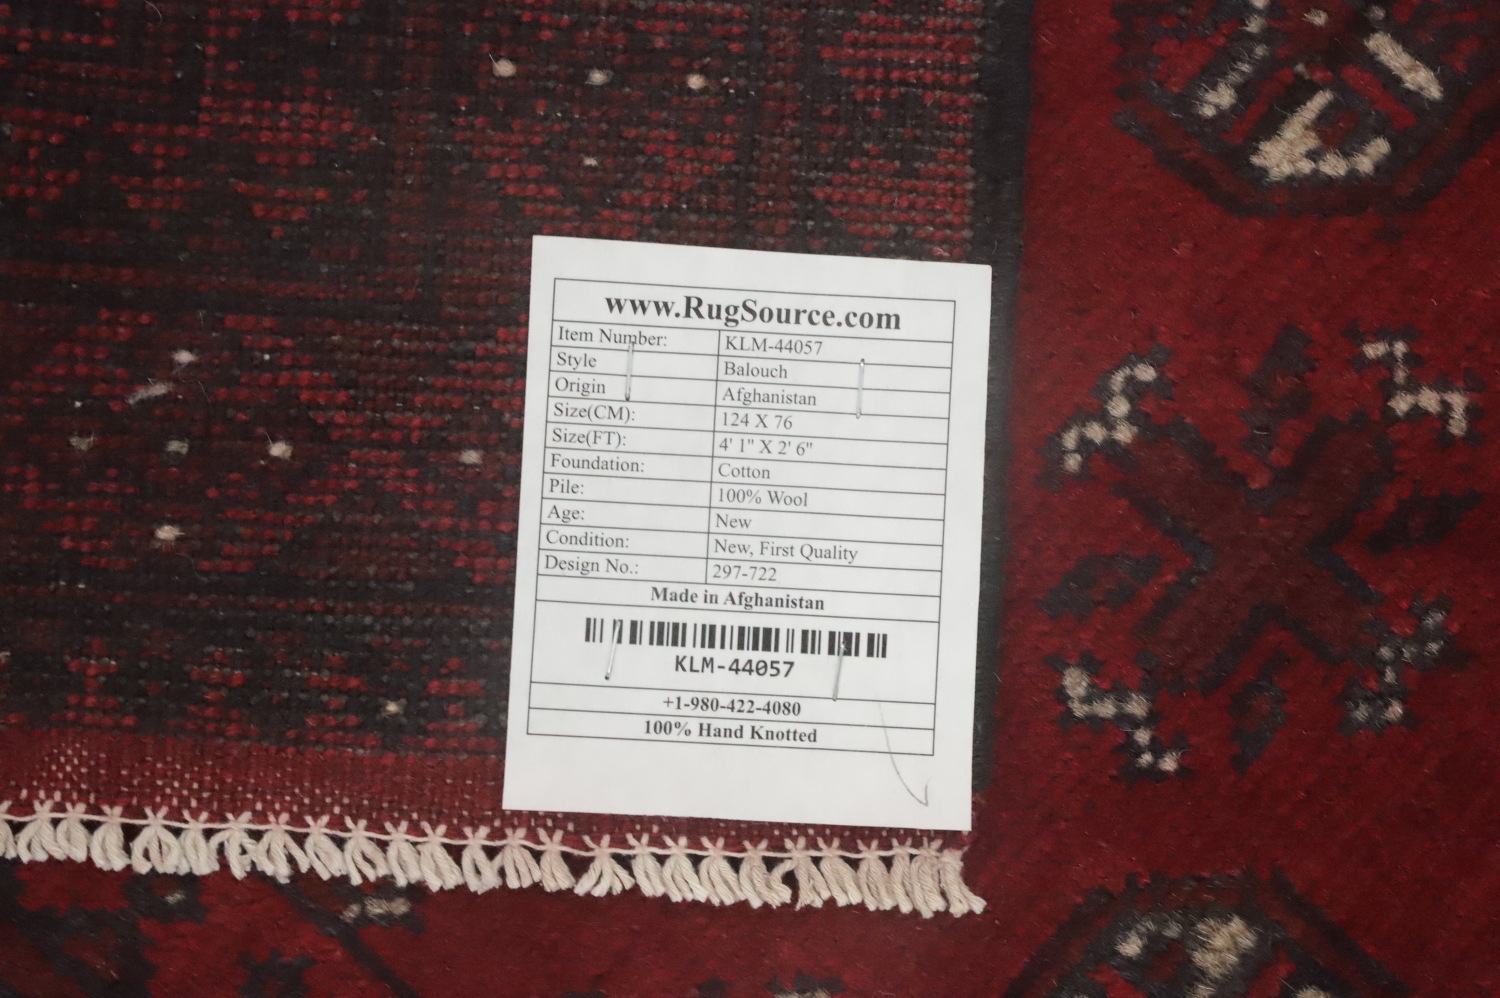 www.RugSource.com
Item Number: KLM-44057
Style Balouch
Origin Afghanistan
Size(CM): 124 X 76
Size(FT): 4' 1" X 2' 6"
Foundation: Cotton
Pile: 100% Wool
Age: New
Condition: New, First Quality
Design No.: 297-722
Made in Afghanistan
KLM-44057
+1-980-422-4080
100% Hand Knotted